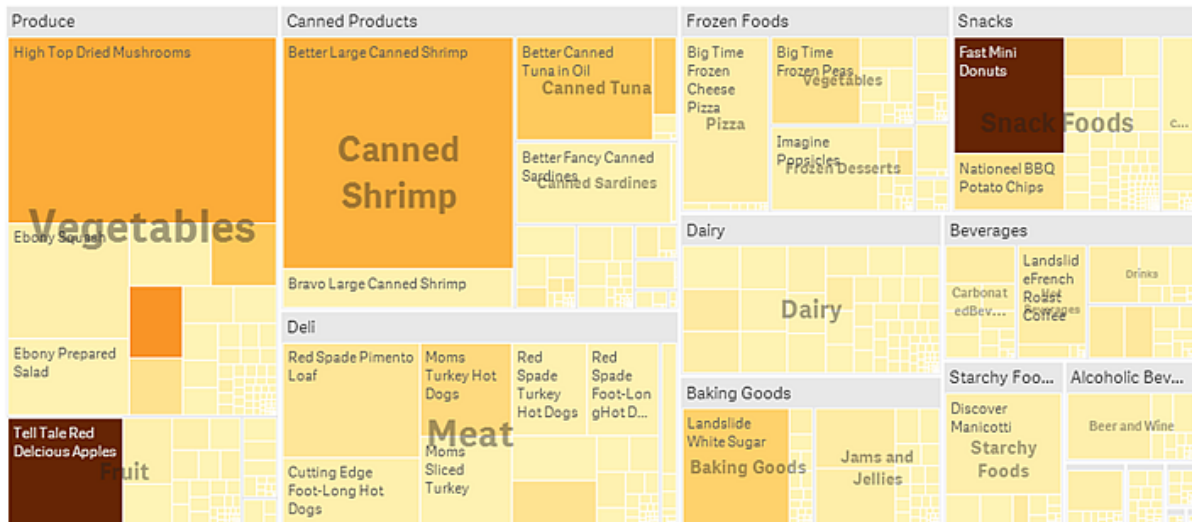 Produce
High Top Dried Mushrooms
Vegetables
Ebony Squash
Ebony Prepared
Salad
Tell Tale Red
Delcious Apples
Fruit
Canned Products
Better Large Canned Shrimp
Canned
Shrimp
Bravo Large Canned Shrimp
Better Canned
Tuna in Oil
Canned Tuna
Better Fancy Canned
Sardines
Canned Sardines
Deli
Red Spade Pimento
Loaf
Cutting Edge
Foot-Long Hot
Dogs
Moms
Turkey Hot
Dogs
Meat
Moms
Sliced
Turkey
Red
Spade
Turkey
Hot Dogs
Red
Spade
Foot-Lon
gHot D...
Frozen Foods
Big Time
Frozen
Cheese
Pizza
Pizza
Big Time
Frozen Peas
Vegetables
Imagine
Popsicles
Frozen Desserts
Dairy
Dairy
Baking Goods
Landslide
White Sugar
Baking Goods
Jams and
Jellies
Snacks
Fast Mini
Donuts
Snack Foods
Nationeel BBQ
Potato Chips
c...
Beverages
Carbonat
edBev...
Landslid
eFrench
Roast
Coffee
Hot
Beverages
Drinks
Starchy Foo...
Discover
Manicotti
Starchy
Foods
Alcoholic Bev...
Beer and Wine